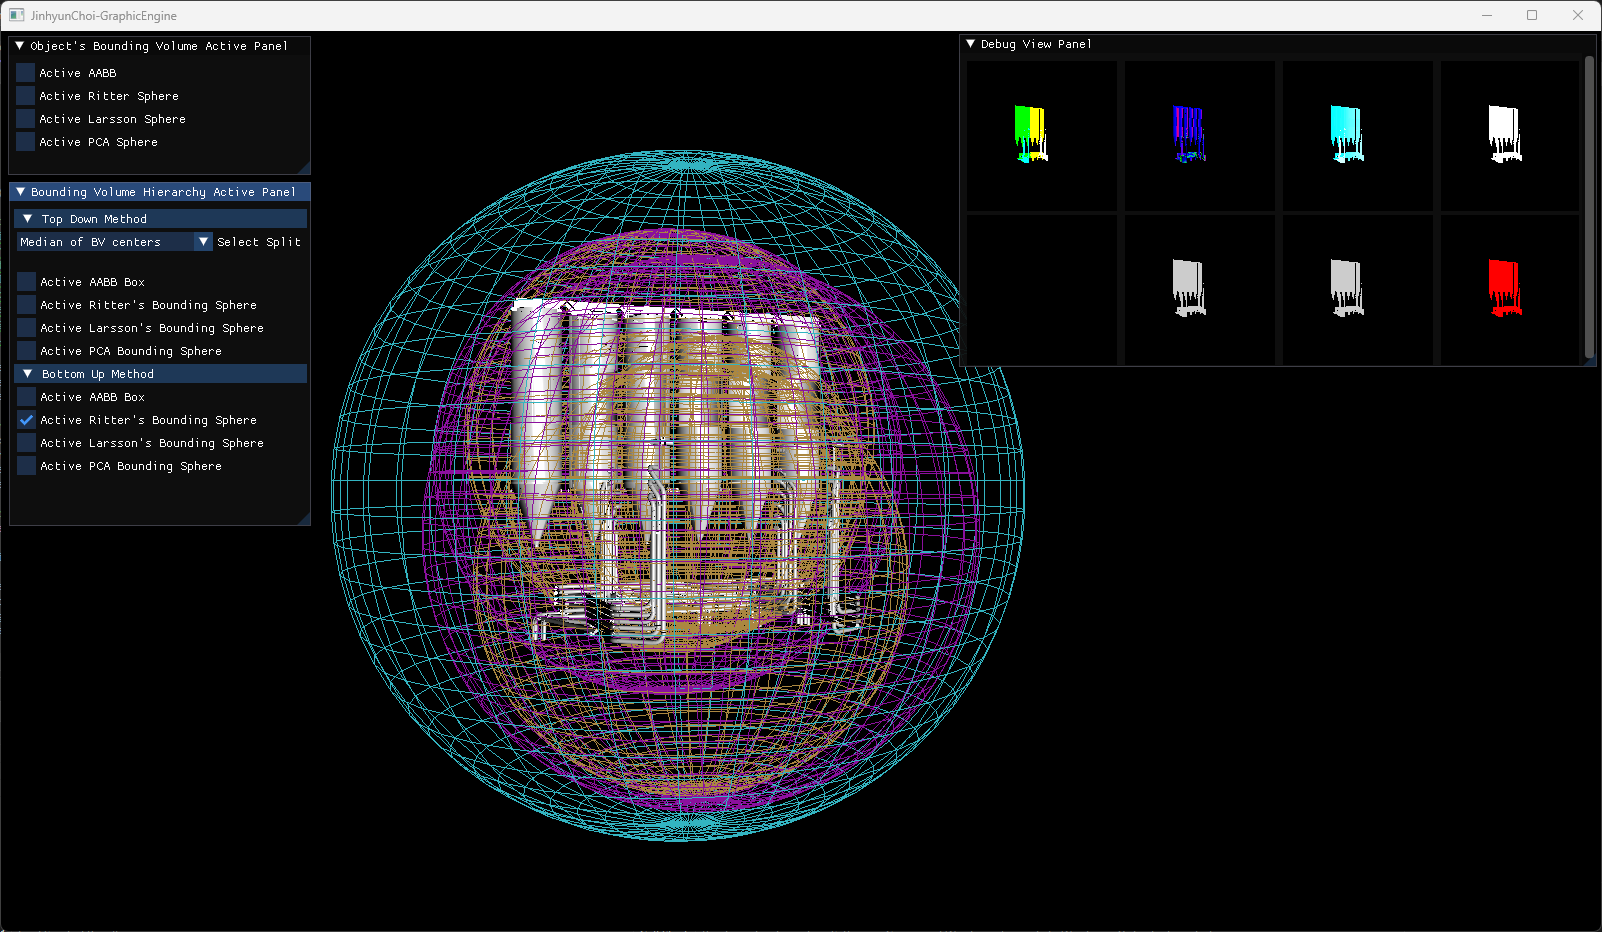 JinhyunChoi-GraphicEngine
Object's Bounding Volume Active Panel
Active AABB
Active Ritter Sphere
Active Larsson Sphere
Active PCA Sphere
Bounding Volume Hierarchy Active Panel
Top Down Method
Median of BV centers Select Split
Active AABB Box
Active Ritter's Bounding Sphere
Active Larsson's Bounding Sphere
Active PCA Bounding Sphere
Bottom Up Method
Active AABB Box
Active Ritter's Bounding Sphere
Active Larsson's Bounding Sphere
Active PCA Bounding Sphere
Debug View Panel